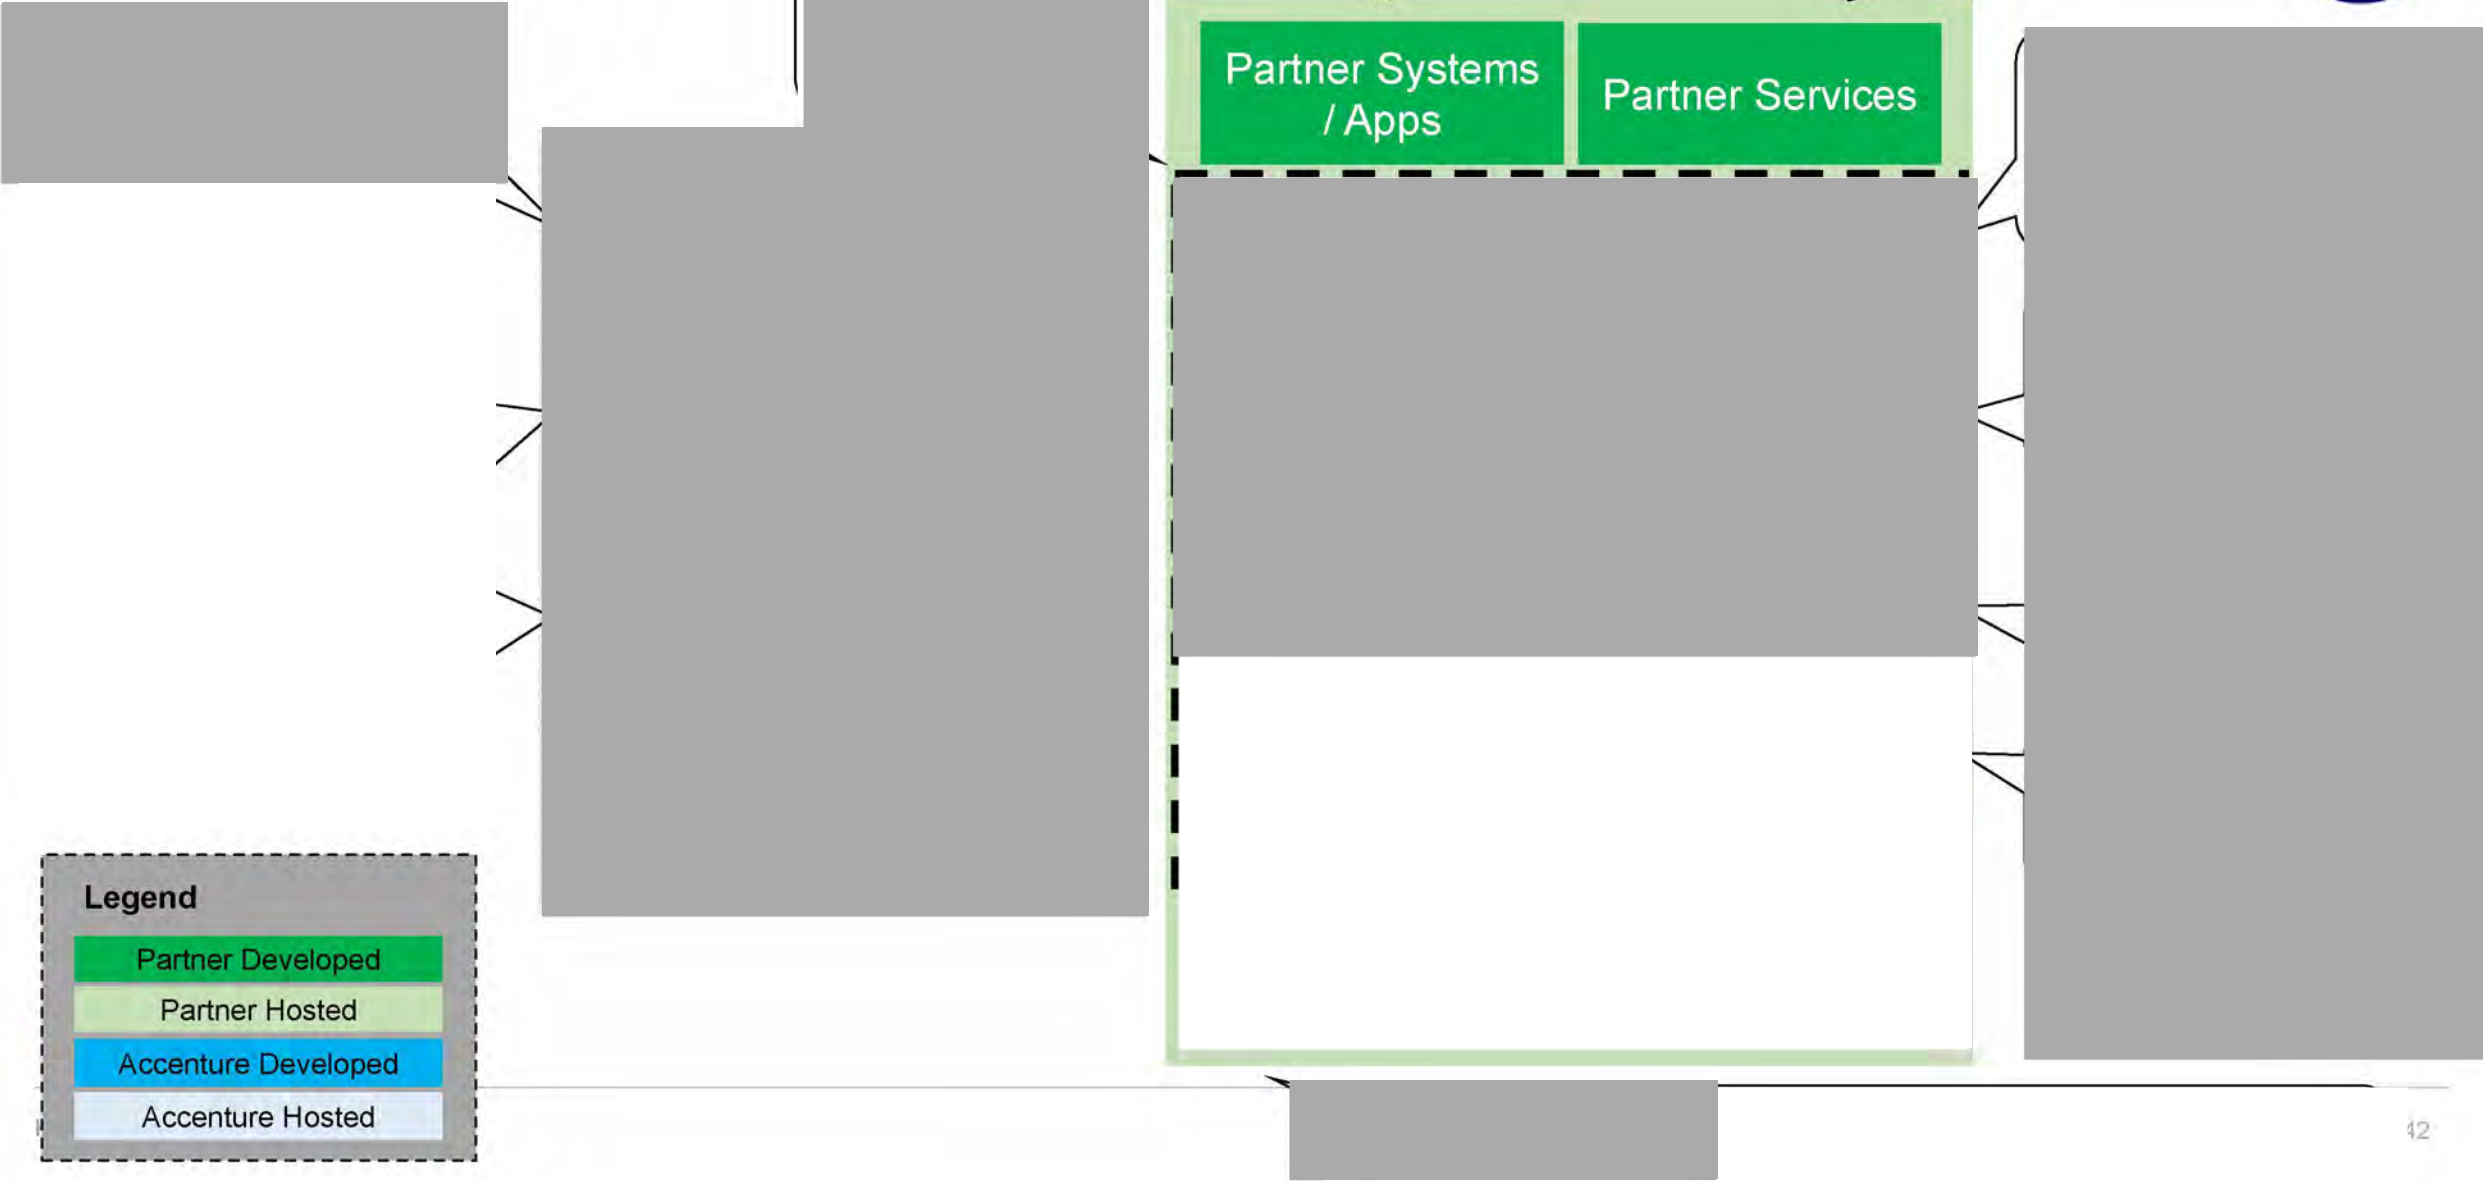 Partner Systems
/ Apps
Partner Services
Legend
Partner Developed
Partner Hosted
Accenture Developed
Accenture Hosted
42